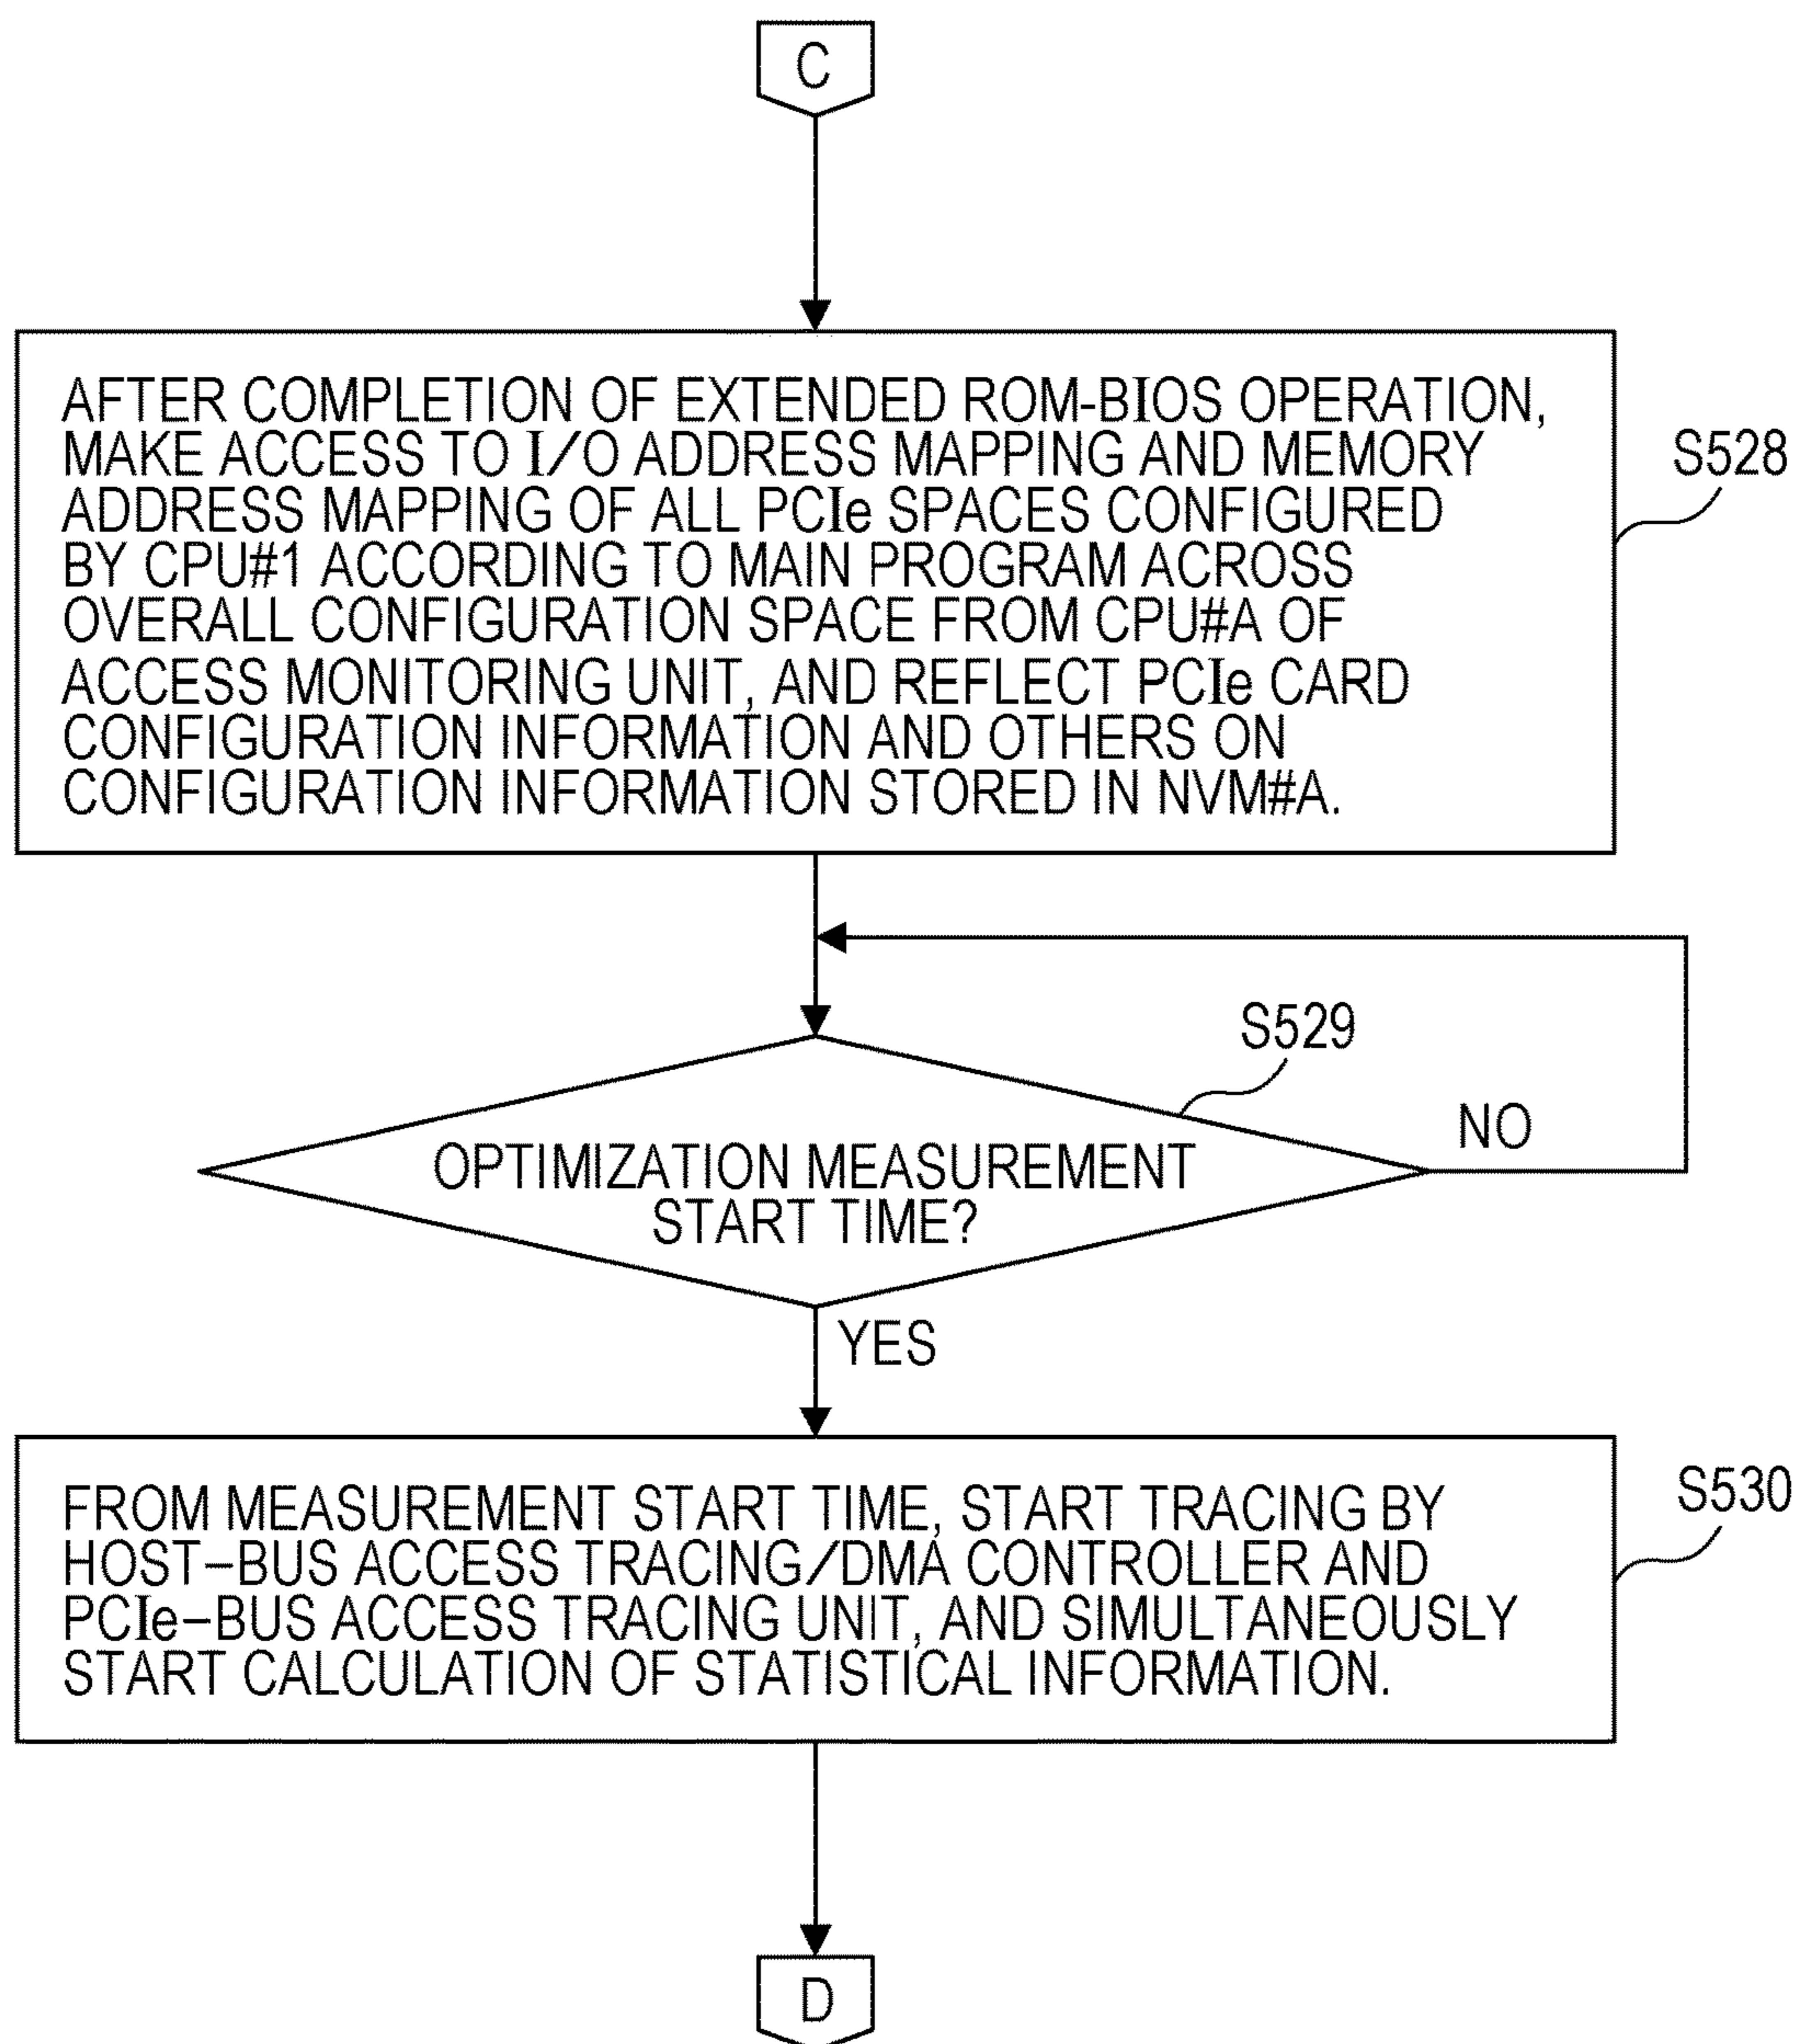 C
AFTER COMPLETION OF EXTENDED ROM-BIOS OPERATION,
MAKE ACCESS TO I/O ADDRESS MAPPING AND MEMORY
ADDRESS MAPPING OF ALL PCIe SPACES CONFIGURED
BY CPU#1 ACCORDING TO MAIN PROGRAM ACROSS
OVERALL CONFIGURATION SPACE FROM CPU#A OF
ACCESS MONITORING UNIT, AND REFLECT PCIe CARD
CONFIGURATION INFORMATION AND OTHERS ON
CONFIGURATION INFORMATION STORED IN NVM#A.
S528
S529
OPTIMIZATION MEASUREMENT
START TIME?
NO
YES
FROM MEASUREMENT START TIME, START TRACING BY
HOST-BUS ACCESS TRACING/DMA CONTROLLER AND
PCIe-BUS ACCESS TRACING UNIT, AND SIMULTANEOUSLY
START CALCULATION OF STATISTICAL INFORMATION.
S530
D